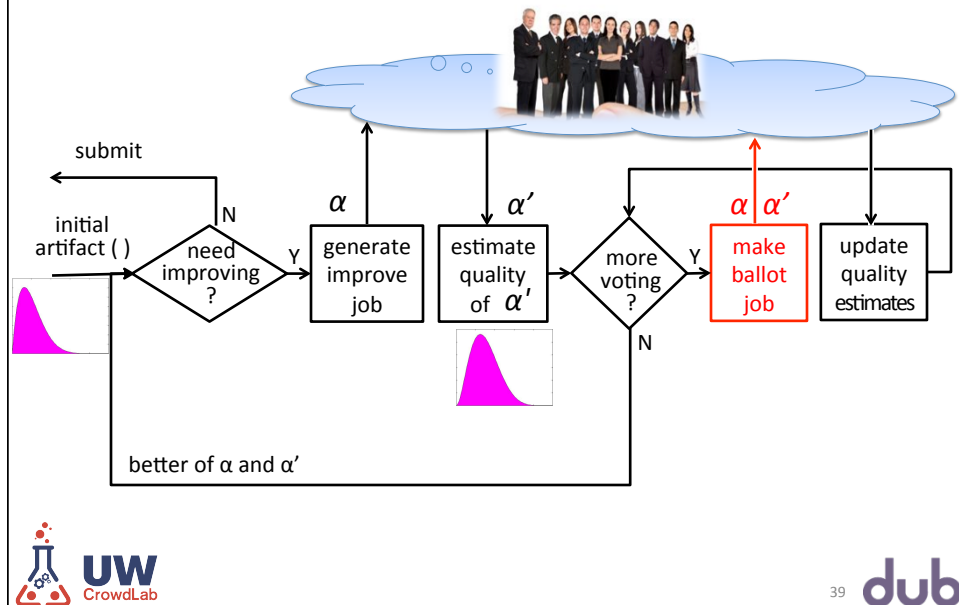 submit
initial
artifact ( )
need
improving
?
N
Y
α
generate
improve
job
α’
estimate
quality
of α'
more
voting
?
Y
N
α α’
make
ballot
job
update
quality
estimates
better of α and α’
UW
CrowdLab
39
dub